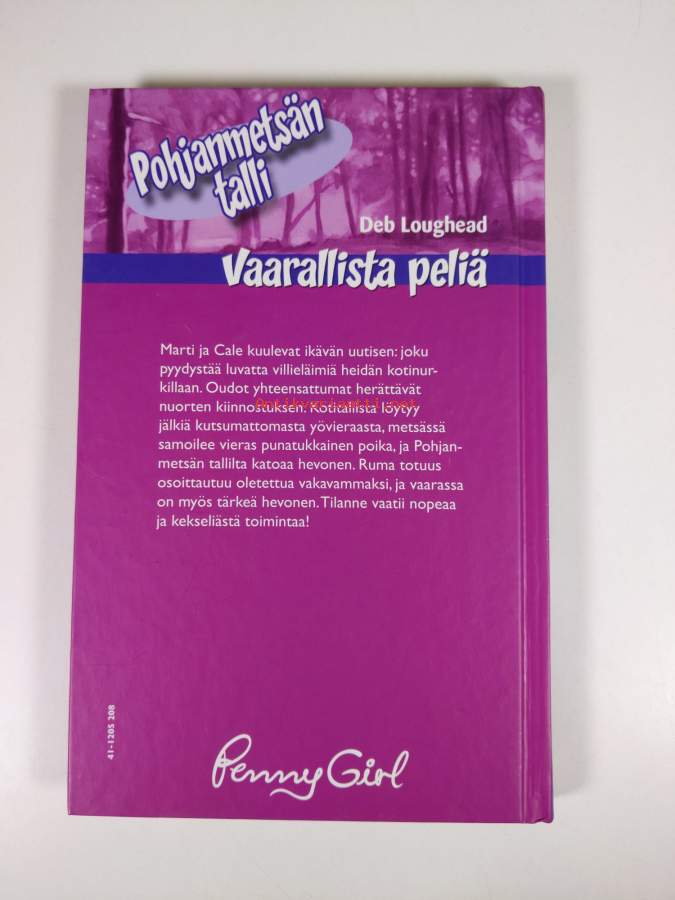 Pohjanmetsän
talli
Deb Loughead
Vaarallista peliä
Marti ja Cale kuulevat ikävän uutisen: joku
pyydystää luvatta villieläimiä heidän kotinur-
killaan. Oudot yhteensattumat herättävät
nuorten kiinnostuksen. Kotitallista löytyy
Antikvariaatti.net
jälkiä kutsumattomasta yövieraasta, metsässä
samoilee vieras punatukkainen poika, ja Pohjan-
metsän tallilta katoaa hevonen. Ruma totuus
osoittautuu oletettua vakavammaksi, ja vaarassa
on myös tärkeä hevonen. Tilanne vaatii nopeaa
ja kekseliästä toimintaa!
41-1205 208
Penny Girl